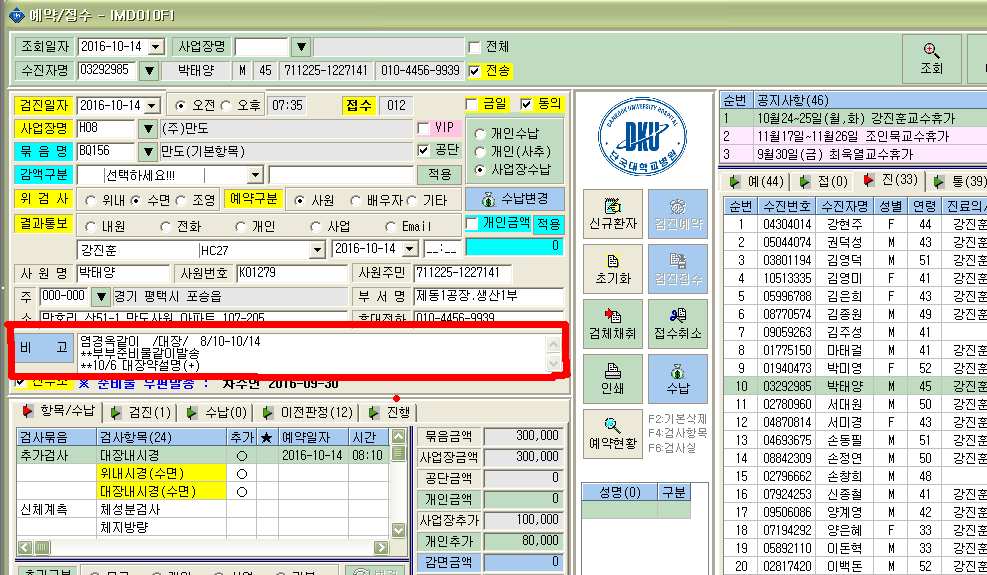 예약/접수 - IMD010F1
조회일자 2016-10-14 사업장명 전체
수진자명 03292985 박태양 M 45 711225-1227141 010-4456-9939 전송 조회
검진일자 2016-10-14 오전 오후 07:35 접수 012 금일 동의
사업장명 H08 (주)만도 VIP
묶 음 명 BQ156 만도(기본항목) 공단
감액구분 선택하세요!!! 적용
위 검 사 위내 수면 조영 예약구분 사원 배우자 기타
결과통보 내원 전화 개인 사업 Email
강진훈 HC27 2016-10-14 __:__
개인수납
개인(사추)
사업장수납
수납변경
개인금액 적용
0
사 원 명 박태양 사원번호 K01279 사원주민 711225-1227141
주 000-000 경기 평택시 포승읍 부 서 명 제동1공장.생산1부
소 만호리 산51-1 만도사원 아파트 107-205 휴대전화 010-4456-9939
비 고
염경옥같이 /대장/ 8/10-10/14
**부부준비물같이발송
**10/6 대장약설명(+)
※ 준비물 우편발송 : 차수연 2016-09-30
항목/수납 검진(1) 수납(0) 이전판정(12) 진행
검사묶음 검사항목(24) 추가 ★ 예약일자 시간
추가검사 대장내시경 ○ 2016-10-14 08:10
위내시경(수면) ○
대장내시경(수면) ○
신체계측 체성분검사
체지방량
묶음금액 300,000
사업장금액 300,000
공단금액 0
개인금액 0
사업장추가 100,000
개인추가 80,000
감면금액 0
DANKOOK UNIVERSITY HOSPITAL
DKU
단국대학교병원
신규환자 검진예약
초기화 검진접수
검체채취 접수취소
인쇄 수납
예약현황
F2:기본삭제
F4:검사항목
F6:검사실
성명(0) 구분
순번 공지사항(46)
1 10월24-25일(월,화) 강진훈교수휴가
2 11월17일~11월26일 조인묵교수휴가
3 9월30일(금) 최욱열교수휴가
예(44) 접(0) 진(33) 통(39)
순번 수진번호 수진자명 성별 연령 진료의사
1 04304014 강현주 F 44 강진훈
2 05044074 권덕성 M 43 강진훈
3 03801194 김영덕 M 51 강진훈
4 10513335 김영미 F 41 강진훈
5 05996788 김은희 F 43 강진훈
6 08770574 김종원 M 49 강진훈
7 09059263 김주성 M 41
8 01775150 마태걸 M 41 강진훈
9 01940473 박미영 F 52 강진훈
10 03292985 박태양 M 45 강진훈
11 02780960 서대원 M 50 강진훈
12 04870814 서미경 F 43 강진훈
13 04693675 손동필 M 51 강진훈
14 08842309 손정연 M 50 강진훈
15 02796662 손창희 M 48
16 07924253 신종철 M 41 강진훈
17 09506086 양계영 M 42 강진훈
18 07194292 양은혜 F 33 강진훈
19 05892110 이돈혁 M 33 강진훈
20 02817420 이백돈 M 52 강진훈